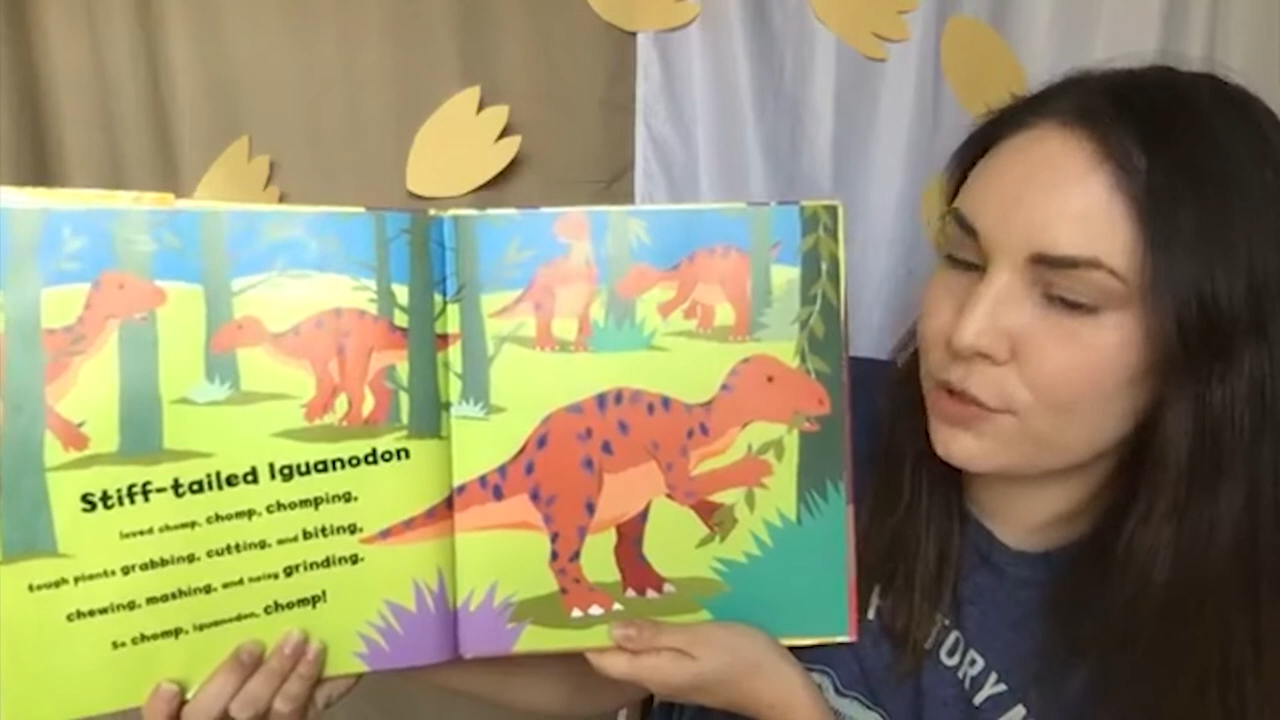 Stiff-tailed Iguanodon
loved chomp, chomp, chomping,
tough plants grabbing, cutting, and biting,
chewing, mashing, and noisy grinding.
So chomp, iguanodon, chomp!
TORY